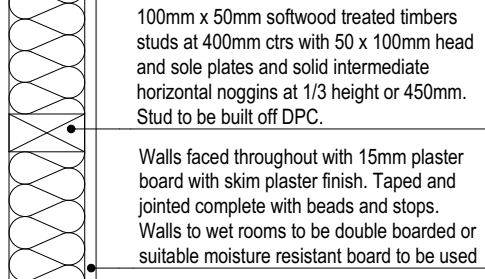 100mm x 50mm softwood treated timbers
studs at 400mm ctrs with 50 x 100mm head
and sole plates and solid intermediate
horizontal noggins at 1/3 height or 450mm.
Stud to be built off DPC.
Walls faced throughout with 15mm plaster
board with skim plaster finish. Taped and
jointed complete with beads and stops.
Walls to wet rooms to be double boarded or
suitable moisture resistant board to be used